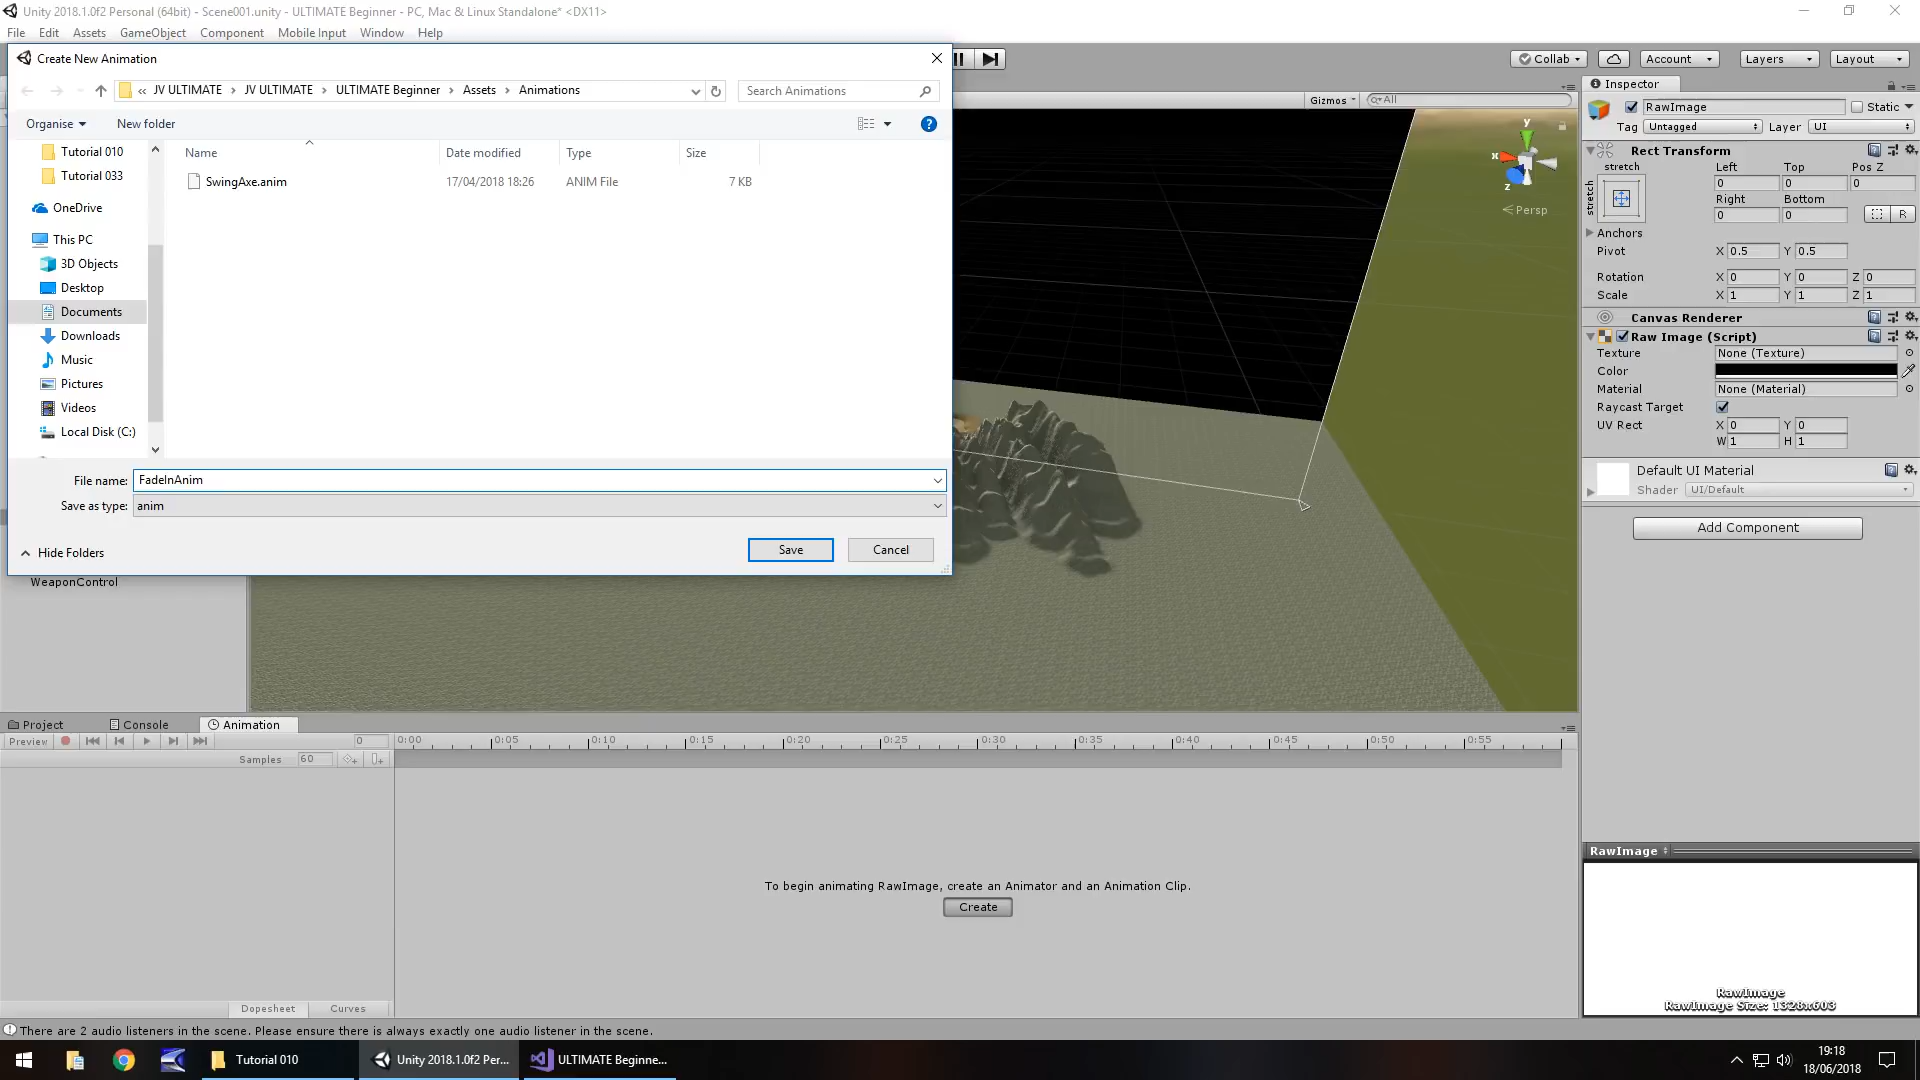 Unity 2018.1.0f2 Personal (64bit) - Scene001.unity - ULTIMATE Beginner - PC, Mac & Linux Standalone* <DX11>
File Edit Assets GameObject Component Mobile Input Window Help
Create New Animation
Collab Account Layers Layout
« JV ULTIMATE › JV ULTIMATE › ULTIMATE Beginner › Assets › Animations
Search Animations
Organise New folder
Name Date modified Type Size
SwingAxe.anim 17/04/2018 18:26 ANIM File 7 KB
Tutorial 010
Tutorial 033
OneDrive
This PC
3D Objects
Desktop
Documents
Downloads
Music
Pictures
Videos
Local Disk (C:)
File name: FadeInAnim
Save as type: anim
Hide Folders
Save Cancel
WeaponControl
Gizmos All
y
x
z
Persp
Inspector
RawImage Static
Tag Untagged Layer UI
Rect Transform
stretch Left Top Pos Z
stretch
0 0 0
Right Bottom
0 0 R
Anchors
Pivot X 0.5 Y 0.5
Rotation X 0 Y 0 Z 0
Scale X 1 Y 1 Z 1
Canvas Renderer
Raw Image (Script)
Texture None (Texture)
Color
Material None (Material)
Raycast Target
UV Rect X 0 Y 0
W 1 H 1
Default UI Material
Shader UI/Default
Add Component
Project Console Animation
Preview 0 0:00 0:05 0:10 0:15 0:20 0:25 0:30 0:35 0:40 0:45 0:50 0:55
Samples 60
To begin animating RawImage, create an Animator and an Animation Clip.
Create
Dopesheet Curves
RawImage
RawImage
RawImage Size: 1328x603
There are 2 audio listeners in the scene. Please ensure there is always exactly one audio listener in the scene.
Tutorial 010 Unity 2018.1.0f2 Per... ULTIMATE Beginne...
19:18
18/06/2018